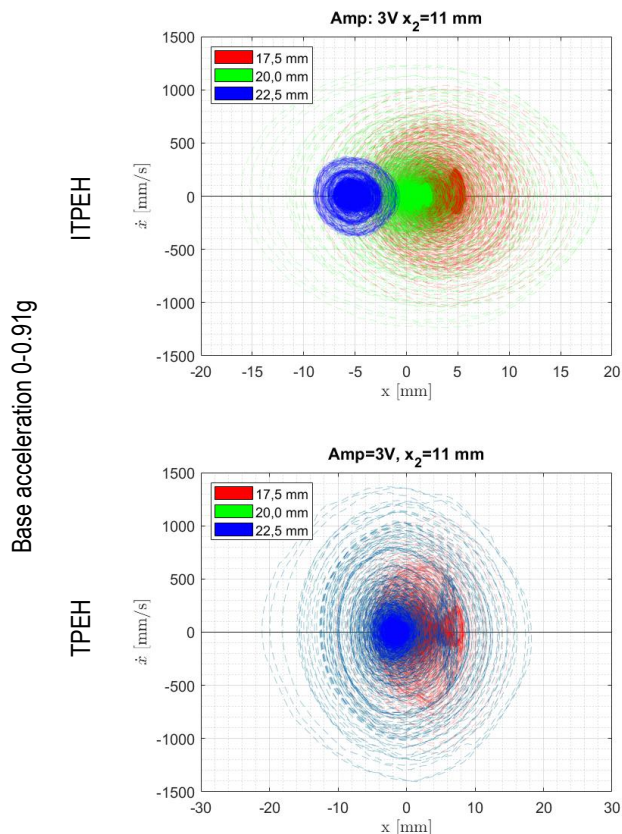 Base acceleration 0-0.91g
ITPEH
Amp: 3V x₂=11 mm
17,5 mm
20,0 mm
22,5 mm
ẋ [mm/s]
1500
1000
500
0
-500
-1000
-1500
-20 -15 -10 -5 0 5 10 15 20
x [mm]
TPEH
Amp=3V, x₂=11 mm
17,5 mm
20,0 mm
22,5 mm
ẋ [mm/s]
1500
1000
500
0
-500
-1000
-1500
-30 -20 -10 0 10 20 30
x [mm]